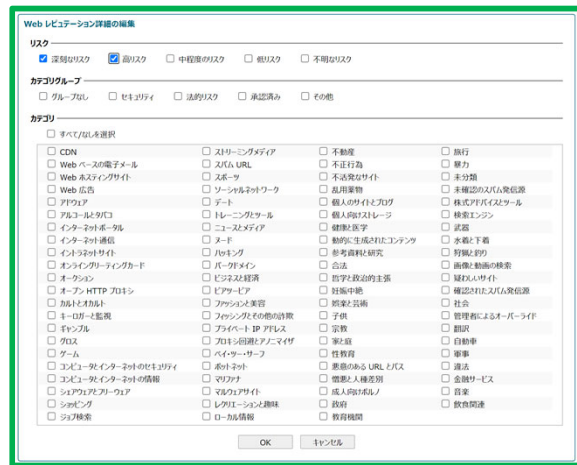 Web レピュテーション詳細の編集
リスク
深刻なリスク 高リスク 中程度のリスク 低リスク 不明なリスク
カテゴリグループ
グループなし セキュリティ 法的リスク 承認済み その他
カテゴリ
すべて/なしを選択
CDN ストリーミングメディア 不動産 旅行
Web ベースの電子メール スパム URL 不正行為 暴力
Web ホスティングサイト スポーツ 不活発なサイト 未分類
Web 広告 ソーシャルネットワーク 乱用薬物 未確認のスパム発信源
アドウェア デート 個人のサイトとブログ 株式アドバイスとツール
アルコールとタバコ トレーニングとツール 個人向けストレージ 検索エンジン
インターネットポータル ニュースとメディア 健康と医学 武器
インターネット通信 ヌード 動的に生成されたコンテンツ 水着と下着
イントラネットサイト ハッキング 参考資料と研究 狩猟と釣り
オンライングリーティングカード パークドメイン 合法 画像と動画の検索
オークション ビジネスと経済 哲学と政治的主張 疑わしいサイト
オープン HTTP プロキシ ピアツーピア 妊娠中絶 確認されたスパム発信源
カルトとオカルト ファッションと美容 娯楽と芸術 社会
キーロガーと監視 フィッシングとその他の詐欺 子供 管理者によるオーバーライド
ギャンブル プライベート IP アドレス 宗教 翻訳
グロス プロキシ回避とアノニマイザ 家と庭 自動車
ゲーム ペイ・ツー・サーフ 性教育 軍事
コンピュータとインターネットのセキュリティ ボットネット 悪意のある URL とパス 違法
コンピュータとインターネットの情報 マリファナ 憎悪と人種差別 金融サービス
シェアウェアとフリーウェア マルウェアサイト 成人向けポルノ 音楽
ショッピング レクリエーションと趣味 政府 飲食関連
ジョブ検索 ローカル情報 教育機関
OK キャンセル